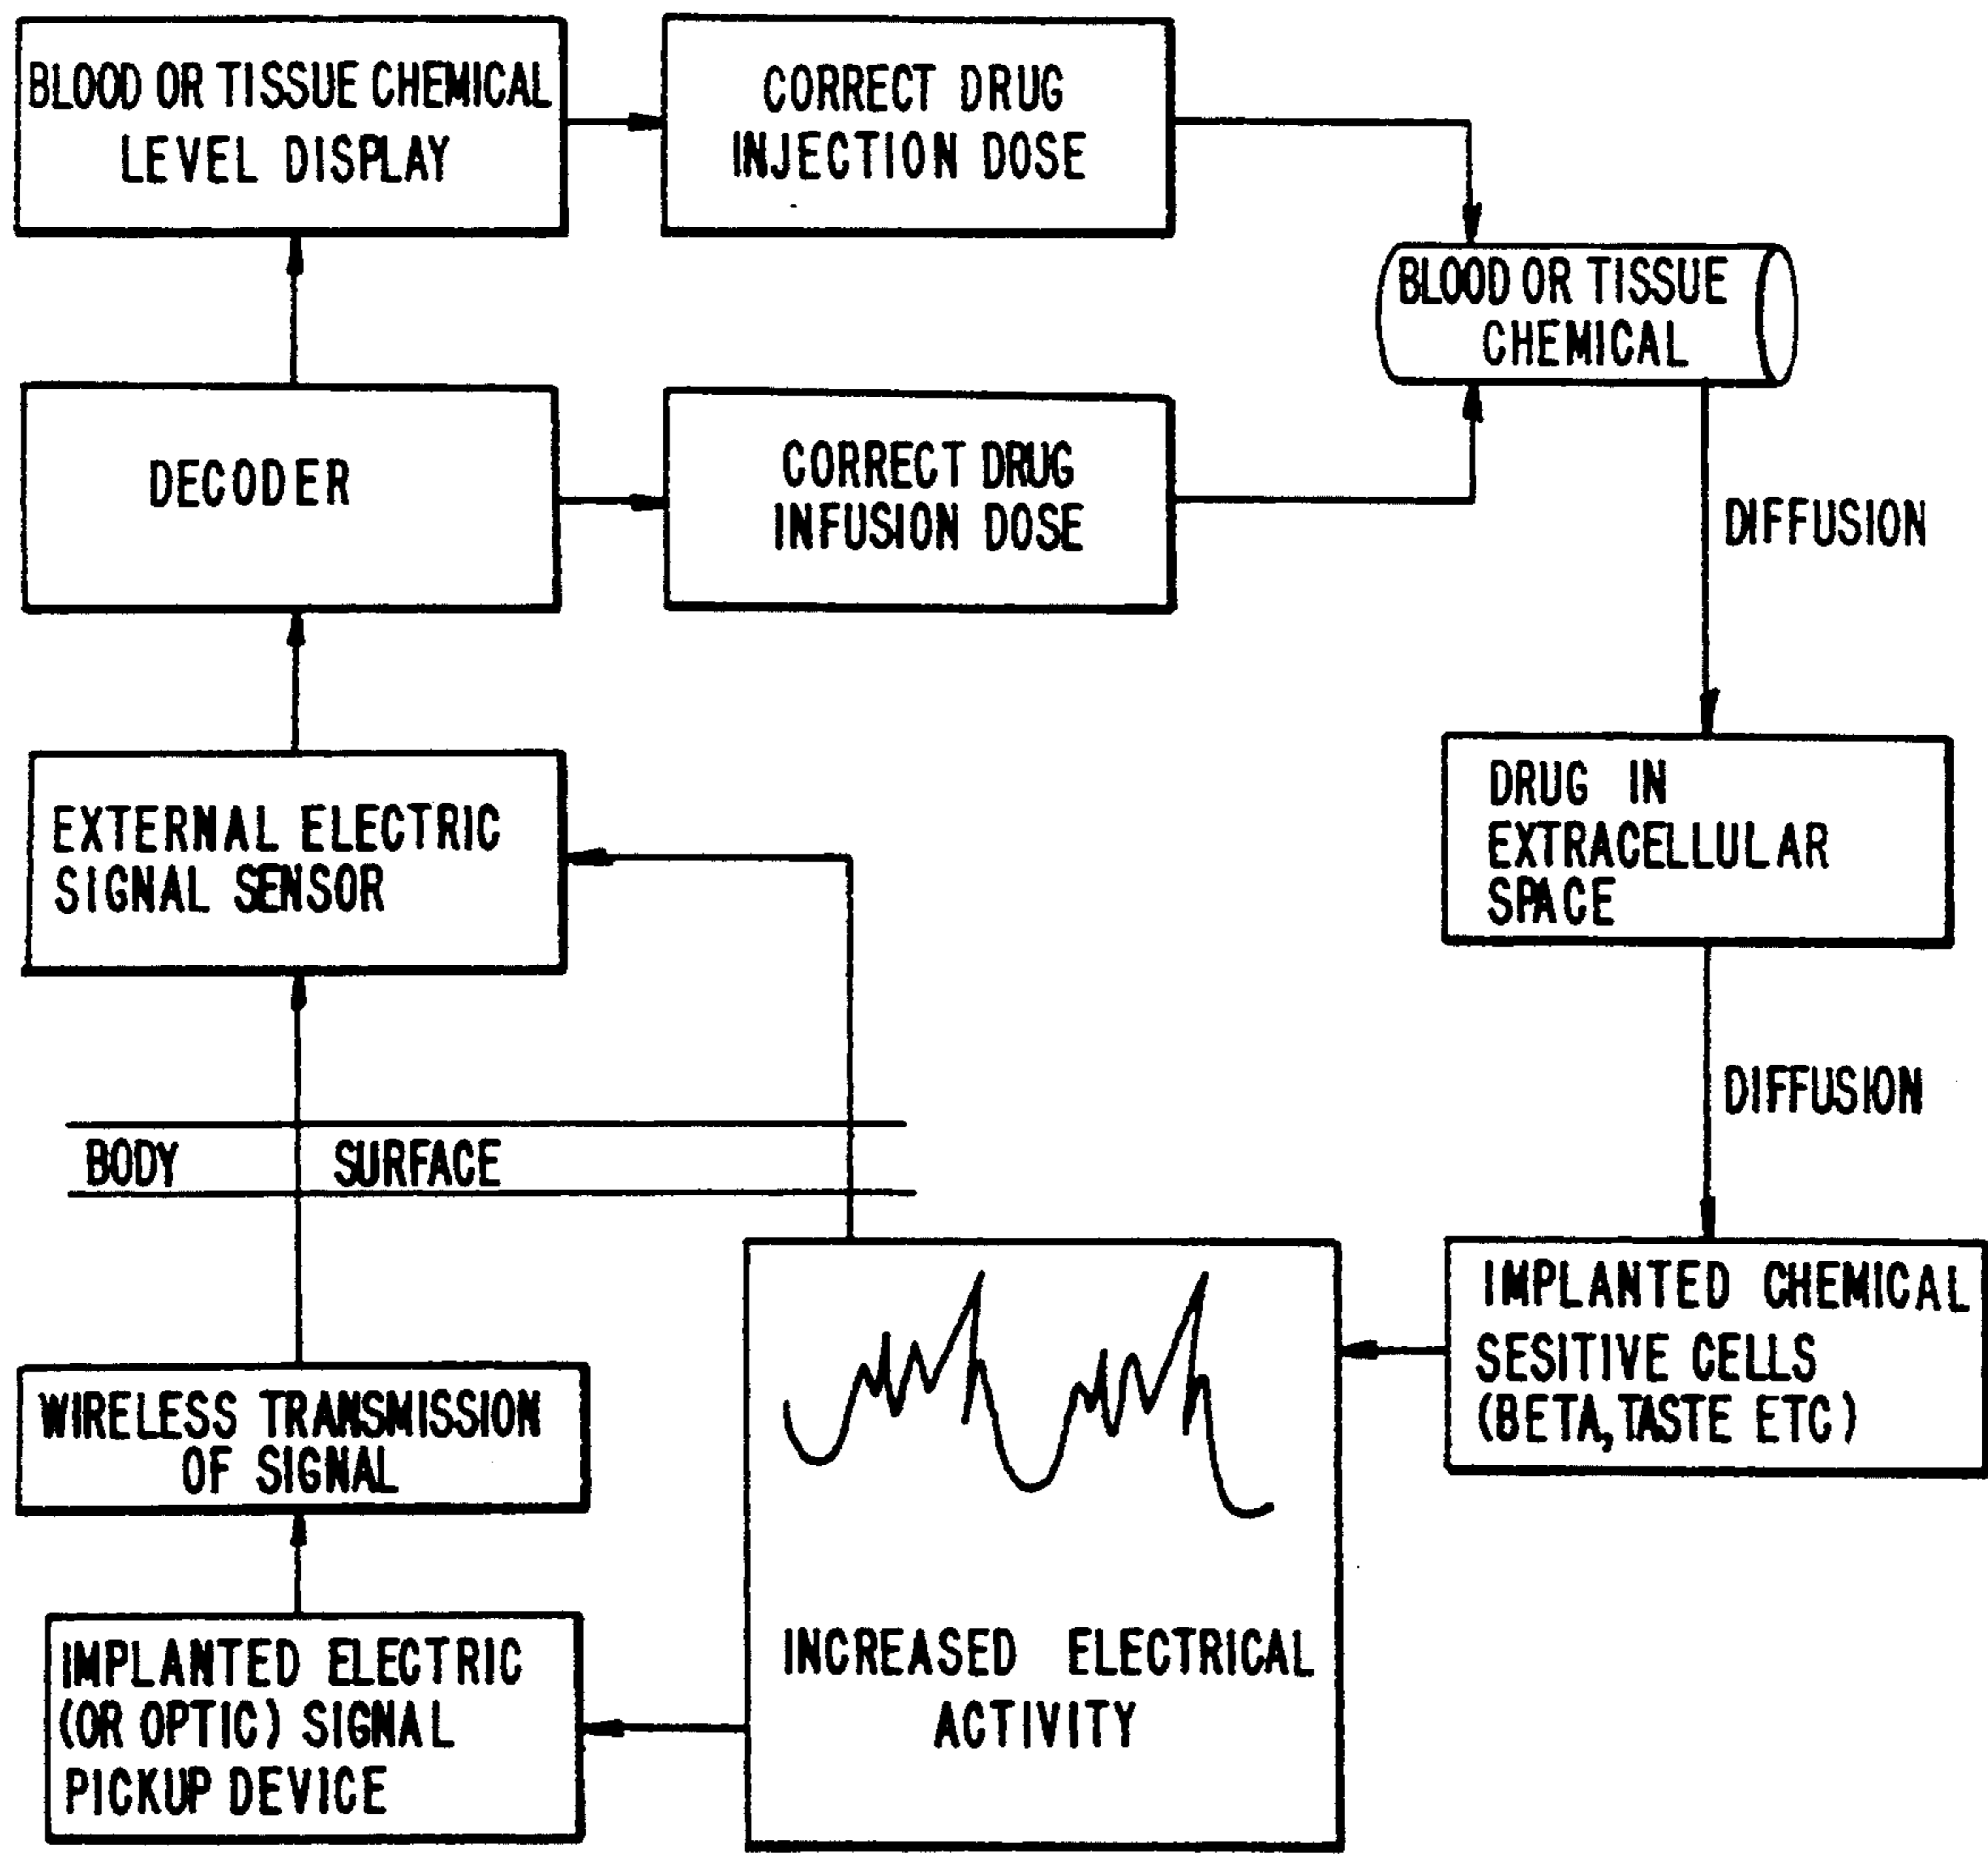 BLOOD OR TISSUE CHEMICAL
LEVEL DISPLAY
CORRECT DRUG
INJECTION DOSE
BLOOD OR TISSUE
CHEMICAL
DECODER
CORRECT DRUG
INFUSION DOSE
DIFFUSION
EXTERNAL ELECTRIC
SIGNAL SENSOR
DRUG IN
EXTRACELLULAR
SPACE
DIFFUSION
BODY SURFACE
IMPLANTED CHEMICAL
SESITIVE CELLS
(BETA, TASTE ETC)
WIRELESS TRANSMISSION
OF SIGNAL
INCREASED ELECTRICAL
ACTIVITY
IMPLANTED ELECTRIC
(OR OPTIC) SIGNAL
PICKUP DEVICE